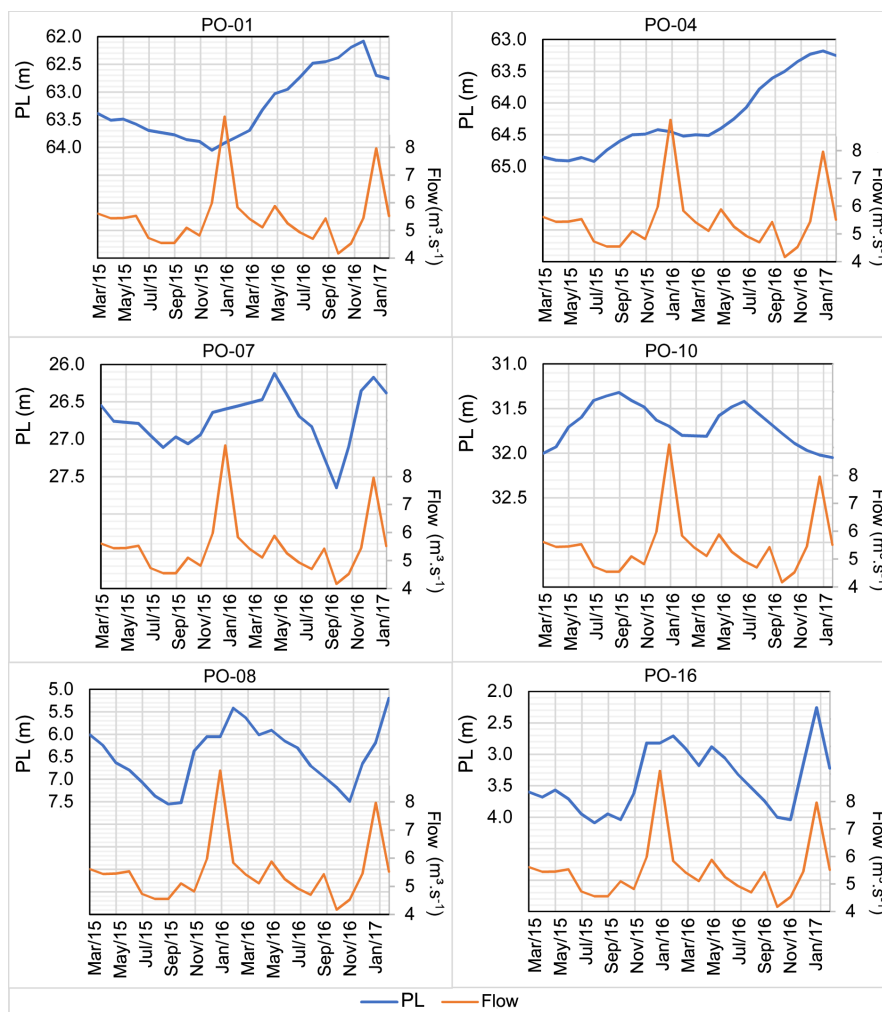 PO-01
PL (m)
62.0
62.5
63.0
63.5
64.0
8
7
6
5
4
Flow(m³.s⁻¹)
Mar/15
May/15
Jul/15
Sep/15
Nov/15
Jan/16
Mar/16
May/16
Jul/16
Sep/16
Nov/16
Jan/17
PO-04
PL (m)
63.0
63.5
64.0
64.5
65.0
8
7
6
5
4
Flow (m³.s⁻¹)
Mar/15
May/15
Jul/15
Sep/15
Nov/15
Jan/16
Mar/16
May/16
Jul/16
Sep/16
Nov/16
Jan/17
PO-07
PL (m)
26.0
26.5
27.0
27.5
8
7
6
5
4
Flow (m³.s⁻¹)
Mar/15
May/15
Jul/15
Sep/15
Nov/15
Jan/16
Mar/16
May/16
Jul/16
Sep/16
Nov/16
Jan/17
PO-10
PL (m)
31.0
31.5
32.0
32.5
8
7
6
5
4
Flow (m³.s⁻¹)
Mar/15
May/15
Jul/15
Sep/15
Nov/15
Jan/16
Mar/16
May/16
Jul/16
Sep/16
Nov/16
Jan/17
PO-08
PL (m)
5.0
5.5
6.0
6.5
7.0
7.5
8
7
6
5
4
Flow (m³.s⁻¹)
Mar/15
May/15
Jul/15
Sep/15
Nov/15
Jan/16
Mar/16
May/16
Jul/16
Sep/16
Nov/16
Jan/17
PO-16
PL (m)
2.0
2.5
3.0
3.5
4.0
8
7
6
5
4
Flow (m³.s⁻¹)
Mar/15
May/15
Jul/15
Sep/15
Nov/15
Jan/16
Mar/16
May/16
Jul/16
Sep/16
Nov/16
Jan/17
PL Flow